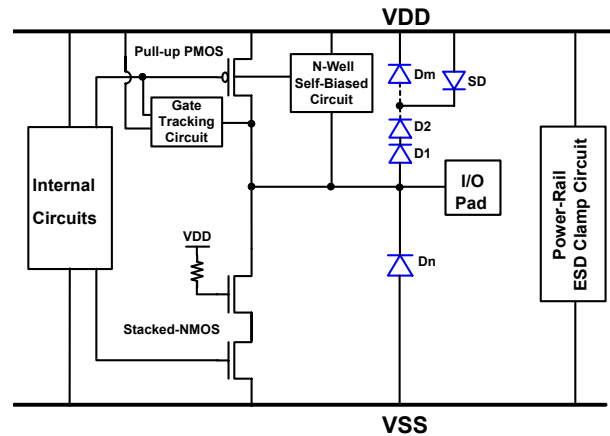 VDD
Pull-up PMOS
N-Well
Self-Biased
Circuit
Dm
SD
Gate
Tracking
Circuit
D2
D1
Internal
Circuits
I/O
Pad
Power-Rail
ESD Clamp Circuit
VDD
Dn
Stacked-NMOS
VSS